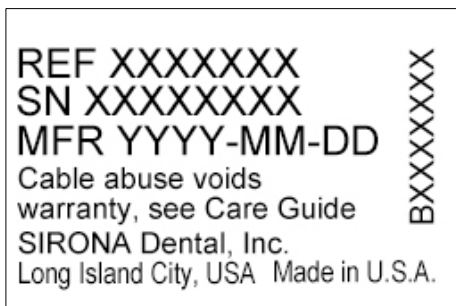 REF XXXXXXX
SN XXXXXXXX
MFR YYYY-MM-DD
Cable abuse voids
warranty, see Care Guide
SIRONA Dental, Inc.
Long Island City, USA Made in U.S.A.
BXXXXXXX